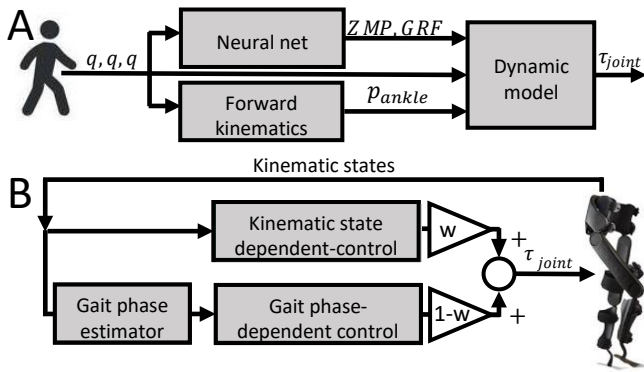 A
q, q, q
Neural net
ZMP, GRF
Forward
kinematics
p_ankle
Dynamic
model
τ_joint
B
Kinematic states
Kinematic state
dependent-control
w
+
τ_joint
Gait phase
estimator
Gait phase-
dependent control
1-w
+